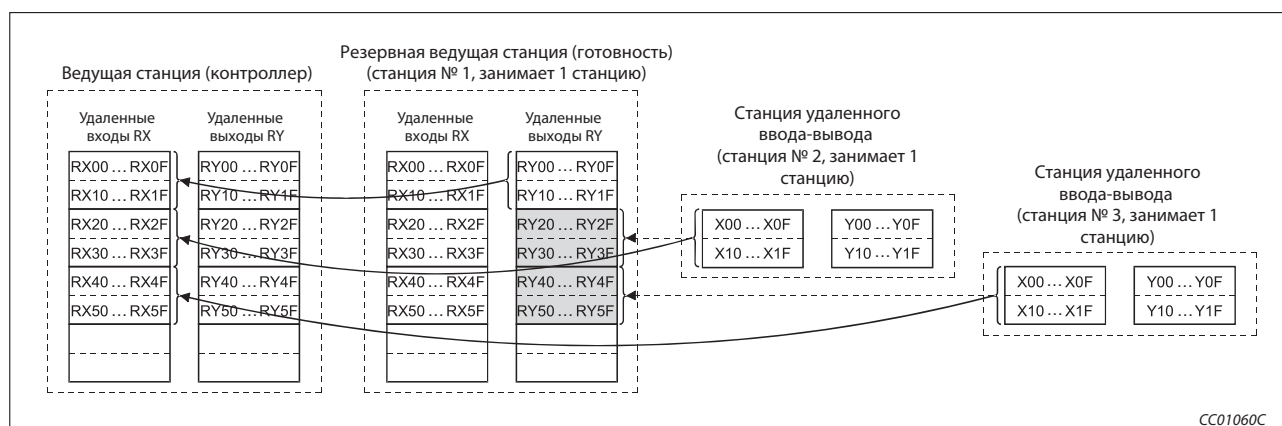 Ведущая станция (контроллер)
Удаленные
входы RX
Удаленные
выходы RY
RX00 ... RX0F
RY00 ... RY0F
RX10 ... RX1F
RY10 ... RY1F
RX20 ... RX2F
RY20 ... RY2F
RX30 ... RX3F
RY30 ... RY3F
RX40 ... RX4F
RY40 ... RY4F
RX50 ... RX5F
RY50 ... RY5F
Резервная ведущая станция (готовность)
(станция № 1, занимает 1 станцию)
Удаленные
входы RX
Удаленные
выходы RY
RX00 ... RX0F
RY00 ... RY0F
RX10 ... RX1F
RY10 ... RY1F
RX20 ... RX2F
RY20 ... RY2F
RX30 ... RX3F
RY30 ... RY3F
RX40 ... RX4F
RY40 ... RY4F
RX50 ... RX5F
RY50 ... RY5F
Станция удаленного
ввода-вывода
(станция № 2, занимает 1
станцию)
X00 ... X0F
Y00 ... Y0F
X10 ... X1F
Y10 ... Y1F
Станция удаленного
ввода-вывода
(станция № 3, занимает 1
станцию)
X00 ... X0F
Y00 ... Y0F
X10 ... X1F
Y10 ... Y1F
CC01060C